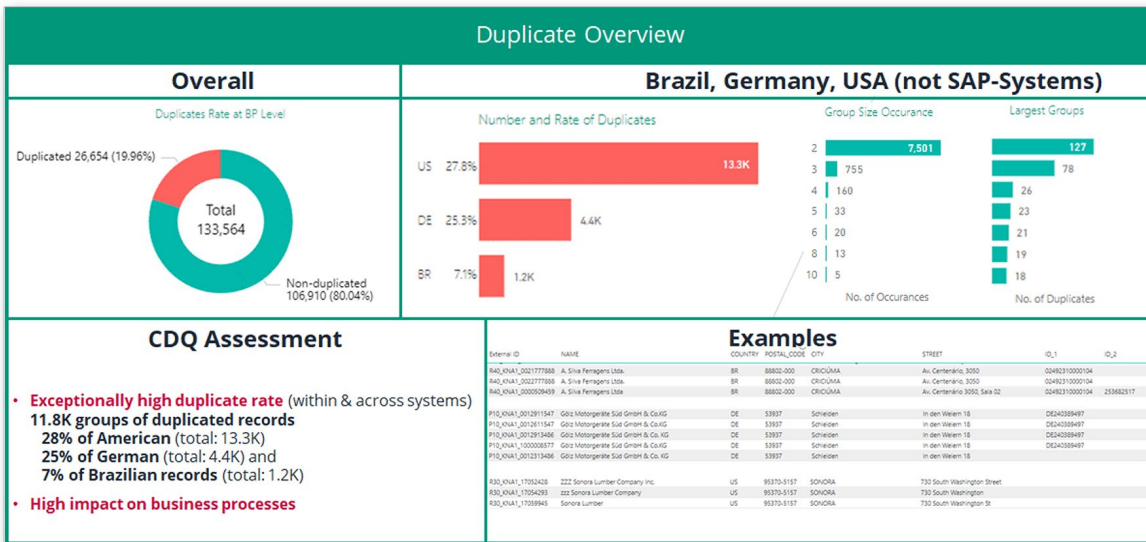 Duplicate Overview
Overall
Brazil, Germany, USA (not SAP-Systems)
Duplicates Rate at BP Level
Duplicated 26,654 (19.96%)
Total
133,564
Non-duplicated
106,910 (80.04%)
Number and Rate of Duplicates
US 27.8% 13.3K
DE 25.3% 4.4K
BR 7.1% 1.2K
Group Size Occurance
2 7,501
3 755
4 160
5 33
6 20
8 13
10 5
No. of Occurances
Largest Groups
127
78
26
23
21
19
18
No. of Duplicates
CDQ Assessment
• Exceptionally high duplicate rate (within & across systems)
11.8K groups of duplicated records
28% of American (total: 13.3K)
25% of German (total: 4.4K) and
7% of Brazilian records (total: 1.2K)
• High impact on business processes
Examples
External ID NAME COUNTRY POSTAL_CODE CITY STREET ID_1 ID_2
R40_KNA1_0021777888 A. Silva Ferragens Ltda. BR 88802-000 CRICIÚMA Av. Centenário, 3050 02492310000104
R40_KNA1_0022777888 A. Silva Ferragens Ltda. BR 88802-000 CRICIÚMA Av. Centenário, 3050 02492310000104
R40_KNA1_0000509459 A. Silva Ferragens Ltda BR 88802-000 CRICIÚMA Av. Centenário 3050, Sala 02 02492310000104 253682517
P10_KNA1_0012911547 Gölz Motorgeräte Süd GmbH & Co.KG DE 53937 Schleiden In den Weiern 18 DE240389497
P10_KNA1_0012611547 Gölz Motorgeräte Süd GmbH & Co.KG DE 53937 Schleiden In den Weiern 18 DE240389497
P10_KNA1_0012913486 Gölz Motorgeräte Süd GmbH & Co. KG DE 53937 Schleiden In den Weiern 18 DE240389497
P10_KNA1_1000008577 Gölz Motorgeräte Süd GmbH & Co.KG DE 53937 Schleiden In den Weiern 18 DE240389497
P10_KNA1_0012313486 Gölz Motorgeräte Süd GmbH & Co. KG DE 53937 Schleiden In den Weiern 18
R30_KNA1_17052428 ZZZ Sonora Lumber Company Inc. US 95370-5157 SONORA 730 South Washington Street
R30_KNA1_17054293 zzz Sonora Lumber Company US 95370-5157 SONORA 730 South Washington
R30_KNA1_17059945 Sonora Lumber US 95370-5157 SONORA 730 South Washington St